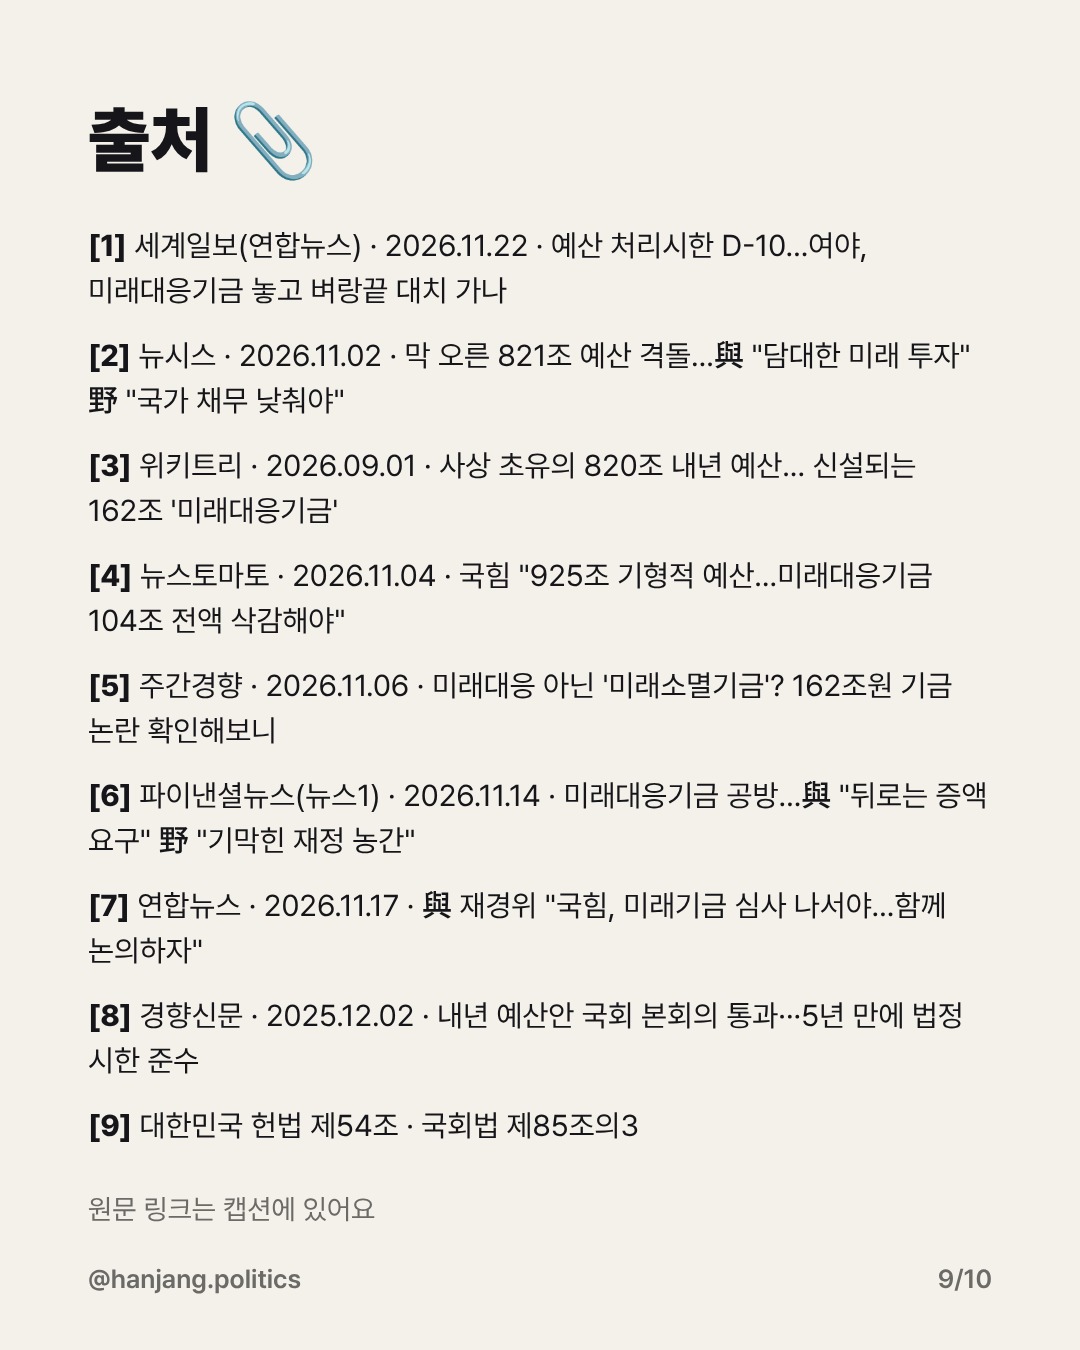 출처 📎
[1] 세계일보(연합뉴스) · 2026.11.22 · 예산 처리시한 D-10…여야,
미래대응기금 놓고 벼랑끝 대치 가나
[2] 뉴시스 · 2026.11.02 · 막 오른 821조 예산 격돌…與 "담대한 미래 투자"
野 "국가 채무 낮춰야"
[3] 위키트리 · 2026.09.01 · 사상 초유의 820조 내년 예산... 신설되는
162조 '미래대응기금'
[4] 뉴스토마토 · 2026.11.04 · 국힘 "925조 기형적 예산…미래대응기금
104조 전액 삭감해야"
[5] 주간경향 · 2026.11.06 · 미래대응 아닌 '미래소멸기금'? 162조원 기금
논란 확인해보니
[6] 파이낸셜뉴스(뉴스1) · 2026.11.14 · 미래대응기금 공방…與 "뒤로는 증액
요구" 野 "기막힌 재정 농간"
[7] 연합뉴스 · 2026.11.17 · 與 재경위 "국힘, 미래기금 심사 나서야…함께
논의하자"
[8] 경향신문 · 2025.12.02 · 내년 예산안 국회 본회의 통과···5년 만에 법정
시한 준수
[9] 대한민국 헌법 제54조 · 국회법 제85조의3
원문 링크는 캡션에 있어요
@hanjang.politics
9/10